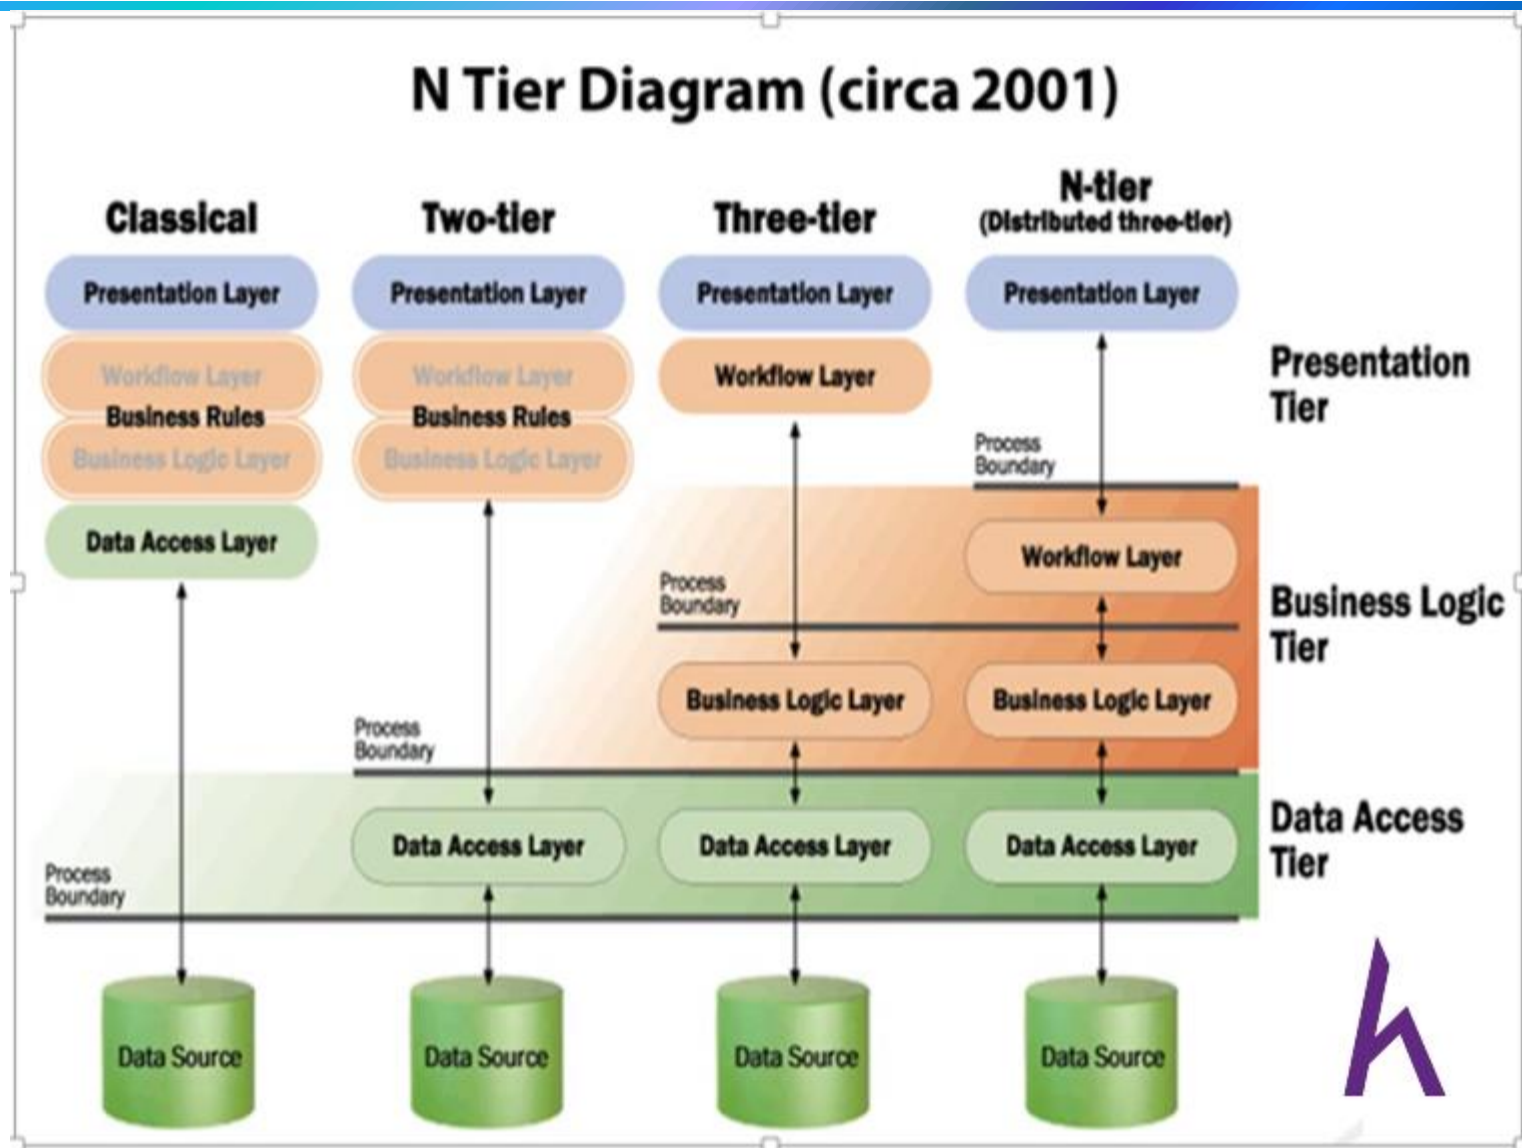 N Tier Diagram (circa 2001)
Classical
Two-tier
Three-tier
N-tier
(Distributed three-tier)
Presentation Layer
Presentation Layer
Presentation Layer
Presentation Layer
Workflow Layer
Business Rules
Business Logic Layer
Workflow Layer
Business Rules
Business Logic Layer
Workflow Layer
Presentation
Tier
Process
Boundary
Data Access Layer
Workflow Layer
Process
Boundary
Business Logic
Tier
Business Logic Layer
Business Logic Layer
Process
Boundary
Data Access Layer
Data Access Layer
Data Access Layer
Data Access
Tier
Process
Boundary
Data Source
Data Source
Data Source
Data Source